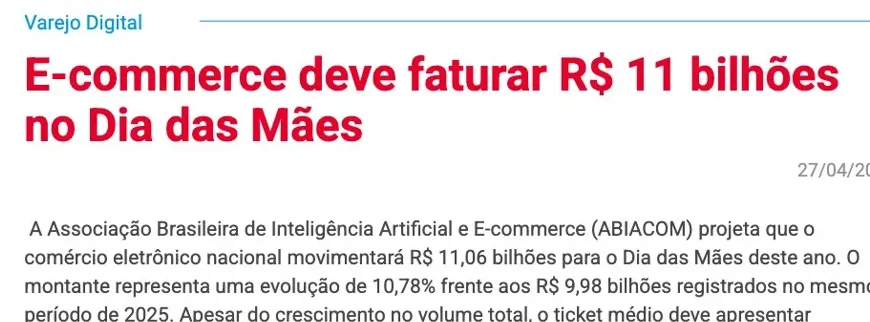 Varejo Digital
E-commerce deve faturar R$ 11 bilhões
no Dia das Mães
27/04/20
A Associação Brasileira de Inteligência Artificial e E-commerce (ABIACOM) projeta que o
comércio eletrônico nacional movimentará R$ 11,06 bilhões para o Dia das Mães deste ano. O
montante representa uma evolução de 10,78% frente aos R$ 9,98 bilhões registrados no mesmo
período de 2025. Apesar do crescimento no volume total, o ticket médio deve apresentar